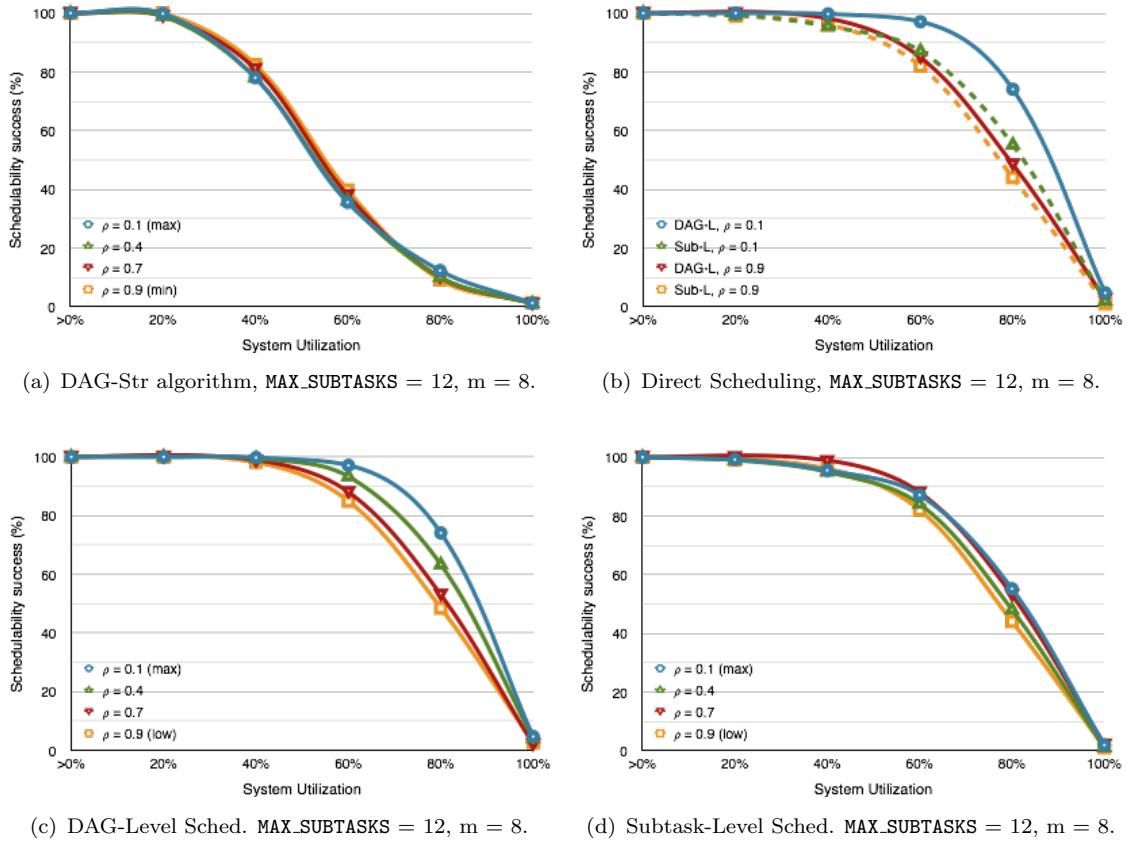 100
80
60
40
20
0
Schedulability success (%)
ρ = 0.1 (max)
ρ = 0.4
ρ = 0.7
ρ = 0.9 (min)
>0% 20% 40% 60% 80% 100%
System Utilization
(a) DAG-Str algorithm, MAX_SUBTASKS = 12, m = 8.
100
80
60
40
20
0
Schedulability success (%)
DAG-L, ρ = 0.1
Sub-L, ρ = 0.1
DAG-L, ρ = 0.9
Sub-L, ρ = 0.9
>0% 20% 40% 60% 80% 100%
System Utilization
(b) Direct Scheduling, MAX_SUBTASKS = 12, m = 8.
100
80
60
40
20
0
Schedulability success (%)
ρ = 0.1 (max)
ρ = 0.4
ρ = 0.7
ρ = 0.9 (low)
>0% 20% 40% 60% 80% 100%
System Utilization
(c) DAG-Level Sched. MAX_SUBTASKS = 12, m = 8.
100
80
60
40
20
0
Schedulability success (%)
ρ = 0.1 (max)
ρ = 0.4
ρ = 0.7
ρ = 0.9 (low)
>0% 20% 40% 60% 80% 100%
System Utilization
(d) Subtask-Level Sched. MAX_SUBTASKS = 12, m = 8.